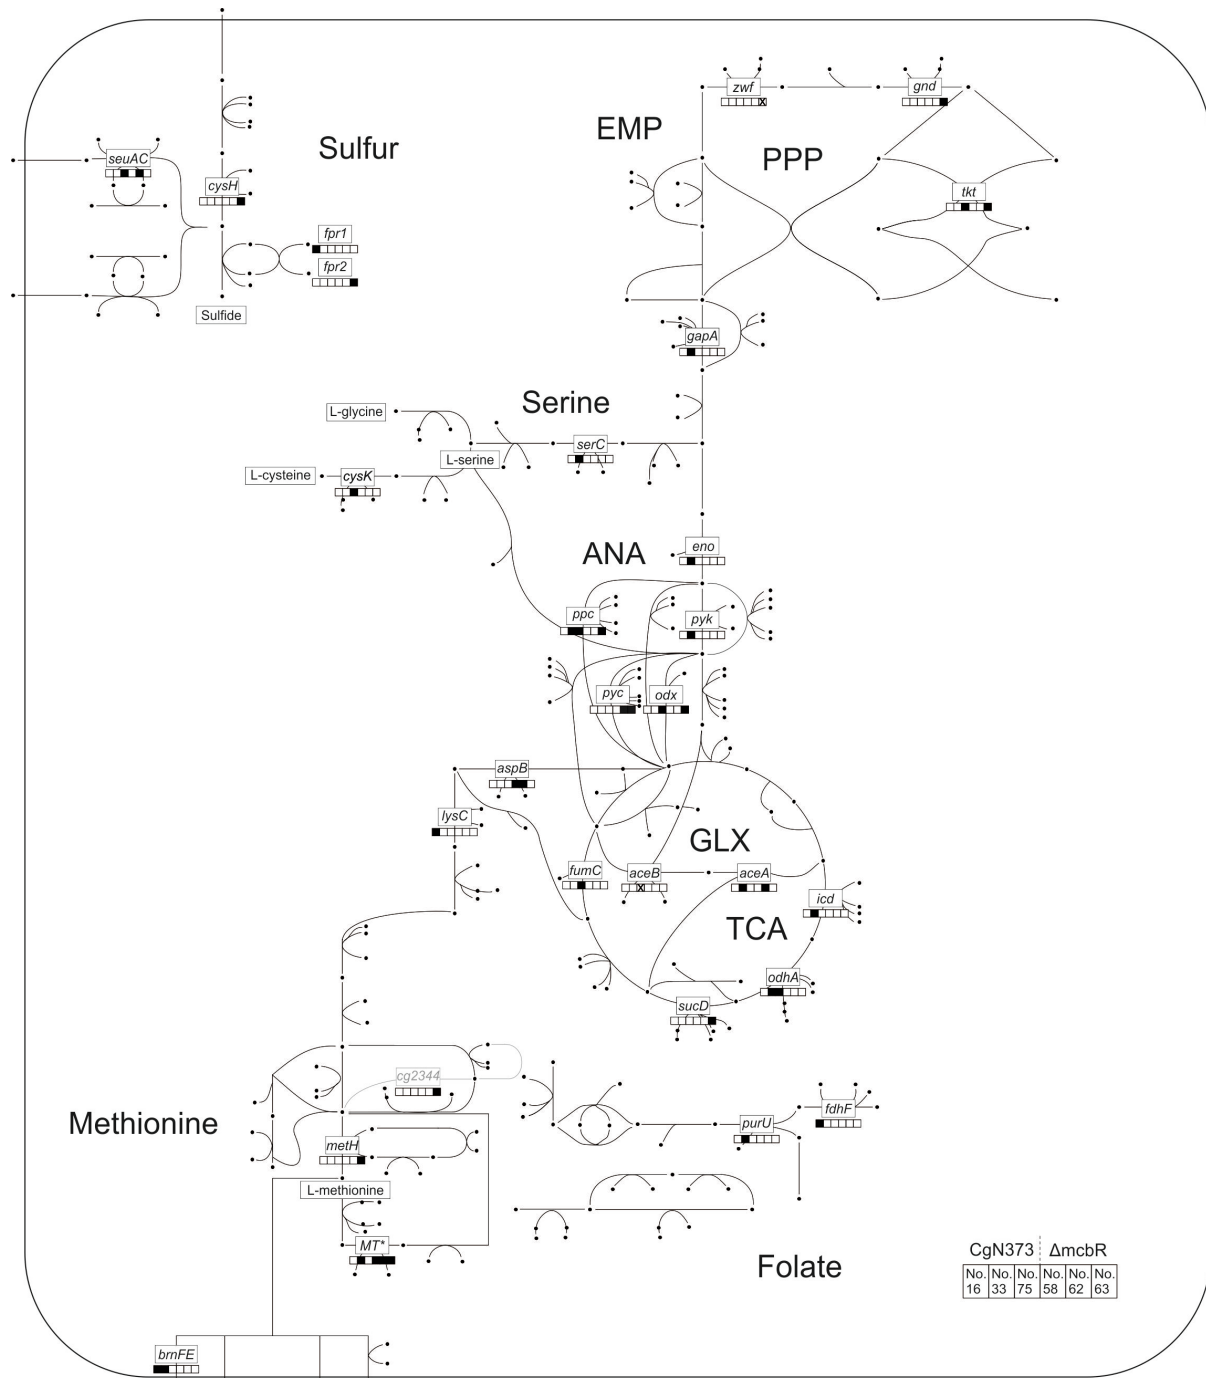 zwf
gnd
X
EMP
PPP
Sulfur
seuAC
cysH
tkt
fpr1
fpr2
Sulfide
gapA
Serine
L-glycine
serC
L-serine
L-cysteine
cysK
ANA
eno
ppc
pyk
pyc
odx
aspB
lysC
GLX
fumC
aceB
aceA
X
icd
TCA
odhA
sucD
cg2344
Methionine
fdhF
purU
metH
L-methionine
MT*
Folate
CgN373 ΔmcbR
No. No. No. No. No. No.
16 33 75 58 62 63
brnFE